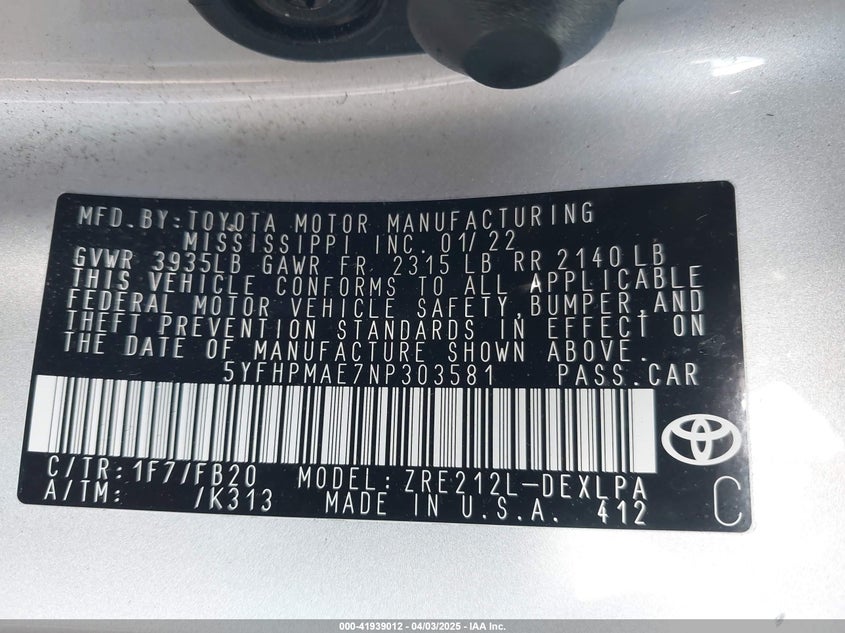 MFD.BY:TOYOTA MOTOR MANUFACTURING
MISSISSIPPI INC. 01/22
GVWR 3935LB GAWR FR 2315 LB RR 2140 LB
THIS VEHICLE CONFORMS TO ALL APPLICABLE
FEDERAL MOTOR VEHICLE SAFETY,BUMPER,AND
THEFT PREVENTION STANDARDS IN EFFECT ON
THE DATE OF MANUFACTURE SHOWN ABOVE.
5YFHPMAE7NP303581 PASS.CAR
C/TR:1F7/FB20 MODEL:ZRE212L-DEXLPA
A/TM: /K313 MADE IN U.S.A. 412 C
000-41939012 - 04/03/2025 - IAA Inc.